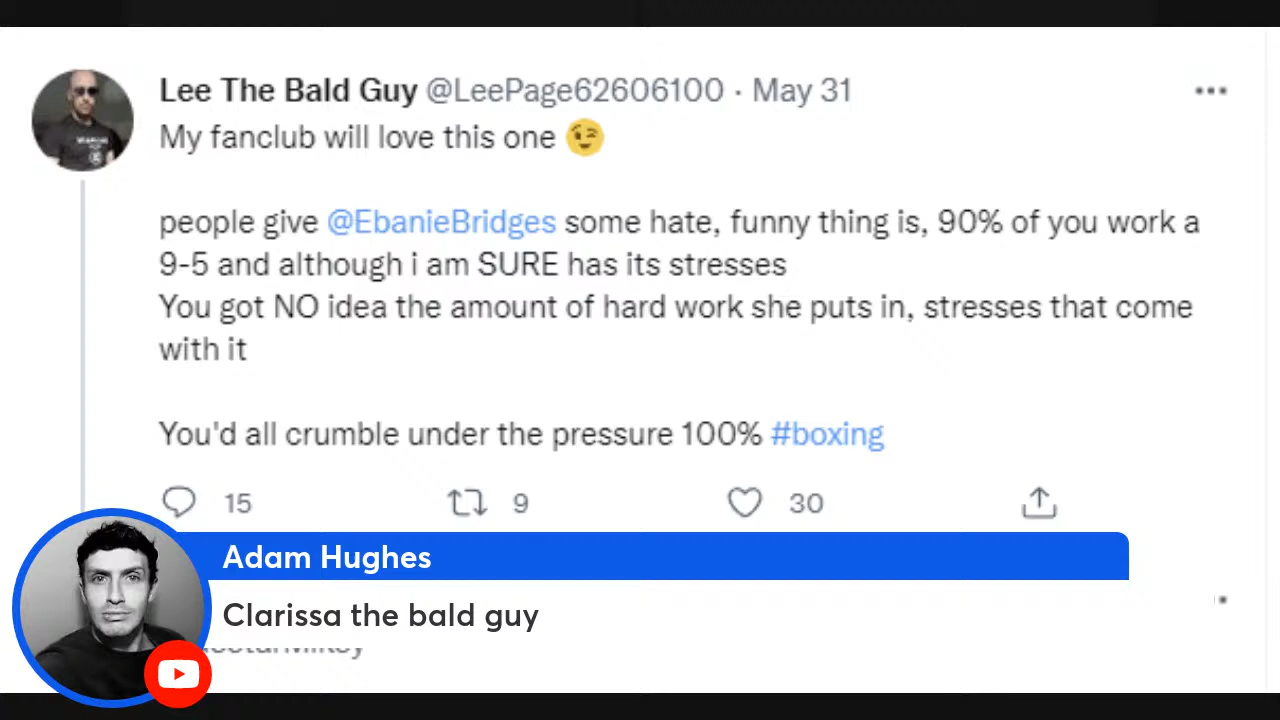 Lee The Bald Guy @LeePage62606100 · May 31
My fanclub will love this one 😉
people give @EbanieBridges some hate, funny thing is, 90% of you work a
9-5 and although i am SURE has its stresses
You got NO idea the amount of hard work she puts in, stresses that come
with it
You'd all crumble under the pressure 100% #boxing
15 9 30
Adam Hughes
Clarissa the bald guy